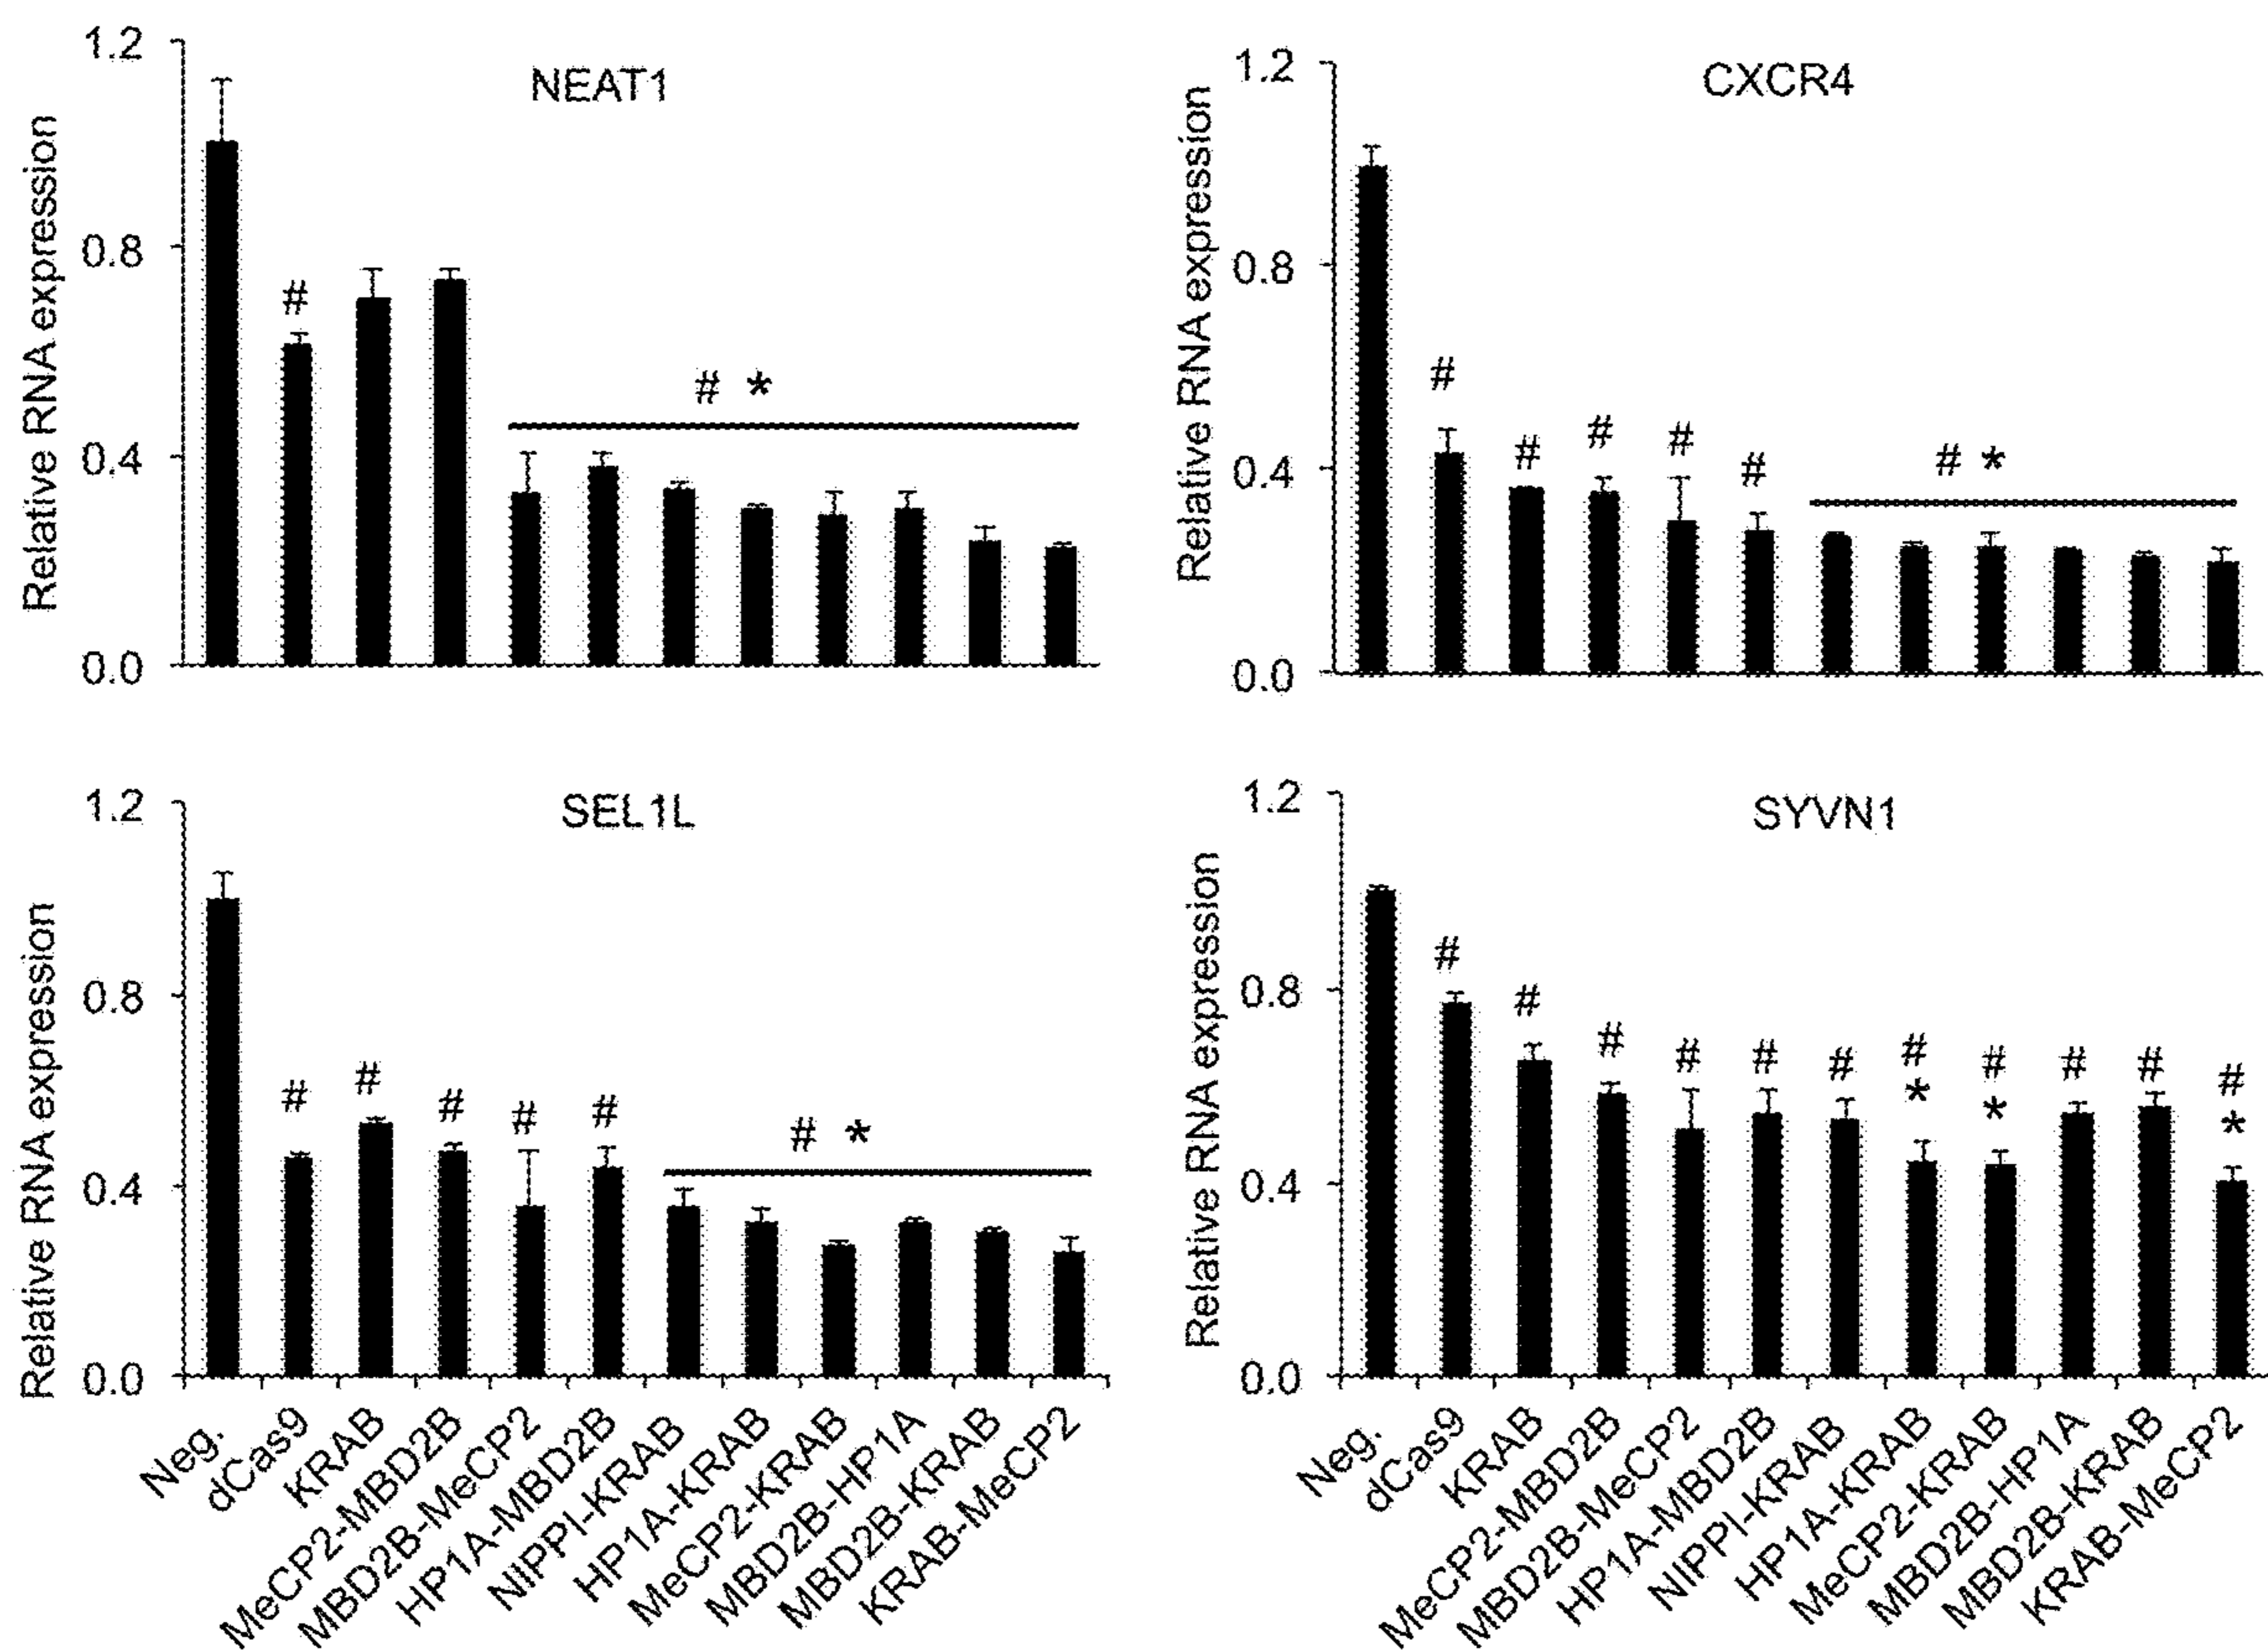 NEAT1
Relative RNA expression
1.2
0.8
0.4
0.0
#
# *
CXCR4
Relative RNA expression
1.2
0.8
0.4
0.0
#
#
#
#
#
# *
SEL1L
Relative RNA expression
1.2
0.8
0.4
0.0
#
#
#
#
#
# *
Neg.
dCas9
KRAB
MeCP2-MBD2B
MBD2B-MeCP2
HP1A-MBD2B
NIPPI-KRAB
HP1A-KRAB
MeCP2-KRAB
MBD2B-HP1A
MBD2B-KRAB
KRAB-MeCP2
SYVN1
Relative RNA expression
1.2
0.8
0.4
0.0
#
#
#
#
#
#
#
*
#
*
#
#
#
*
Neg.
dCas9
KRAB
MeCP2-MBD2B
MBD2B-MeCP2
HP1A-MBD2B
NIPPI-KRAB
HP1A-KRAB
MeCP2-KRAB
MBD2B-HP1A
MBD2B-KRAB
KRAB-MeCP2